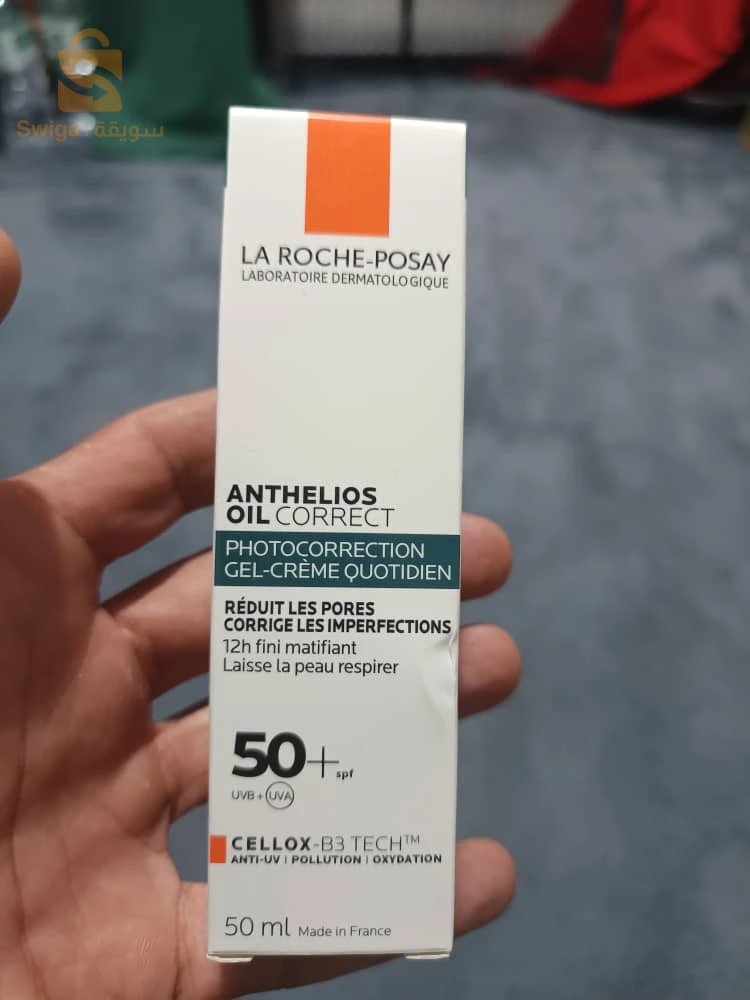 Swiga سويقة
LA ROCHE-POSAY
LABORATOIRE DERMATOLOGIQUE
ANTHELIOS
OIL CORRECT
PHOTOCORRECTION
GEL-CRÈME QUOTIDIEN
RÉDUIT LES PORES
CORRIGE LES IMPERFECTIONS
12h fini matifiant
Laisse la peau respirer
50+ spf
UVB + UVA
CELLOX-B3 TECH™
ANTI-UV | POLLUTION | OXYDATION
50 ml Made in France